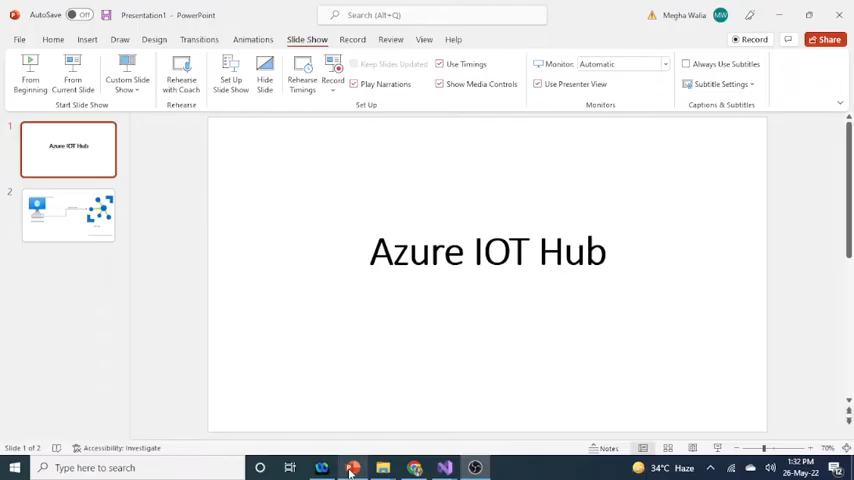 AutoSave Off Presentation1 - PowerPoint Search (Alt+Q) Megha Walia MW
File Home Insert Draw Design Transitions Animations Slide Show Record Review View Help Record Share
From Beginning
From Current Slide
Custom Slide Show
Start Slide Show
Rehearse with Coach
Rehearse
Set Up Slide Show
Hide Slide
Rehearse Timings
Record
Keep Slides Updated
Play Narrations
Use Timings
Show Media Controls
Set Up
Monitor: Automatic
Use Presenter View
Monitors
Always Use Subtitles
Subtitle Settings
Captions & Subtitles
1
Azure IOT Hub
2
Azure IOT Hub
Slide 1 of 2 Accessibility: Investigate Notes 70%
Type here to search 34°C Haze 1:32 PM
26-May-22 12